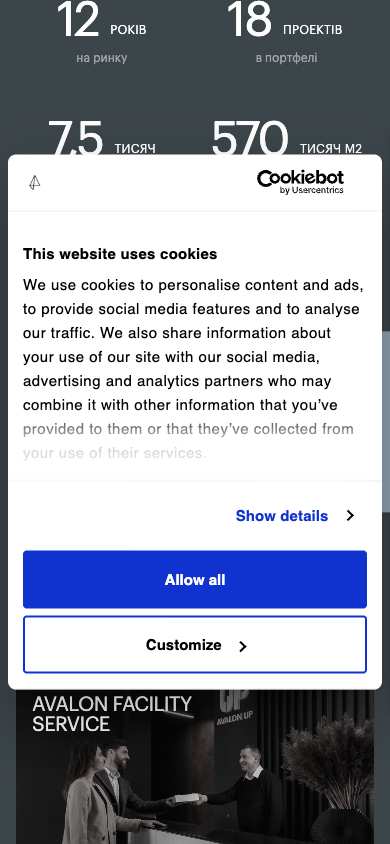 12 РОКІВ
18 ПРОЕКТІВ
на ринку
в портфелі
7,5 ТИСЯЧ
570 ТИСЯЧ М2
Cookiebot
by Usercentrics
This website uses cookies
We use cookies to personalise content and ads,
to provide social media features and to analyse
our traffic. We also share information about
your use of our site with our social media,
advertising and analytics partners who may
combine it with other information that you’ve
provided to them or that they’ve collected from
your use of their services.
Show details
Allow all
Customize
AVALON FACILITY
SERVICE
UP
AVALON UP